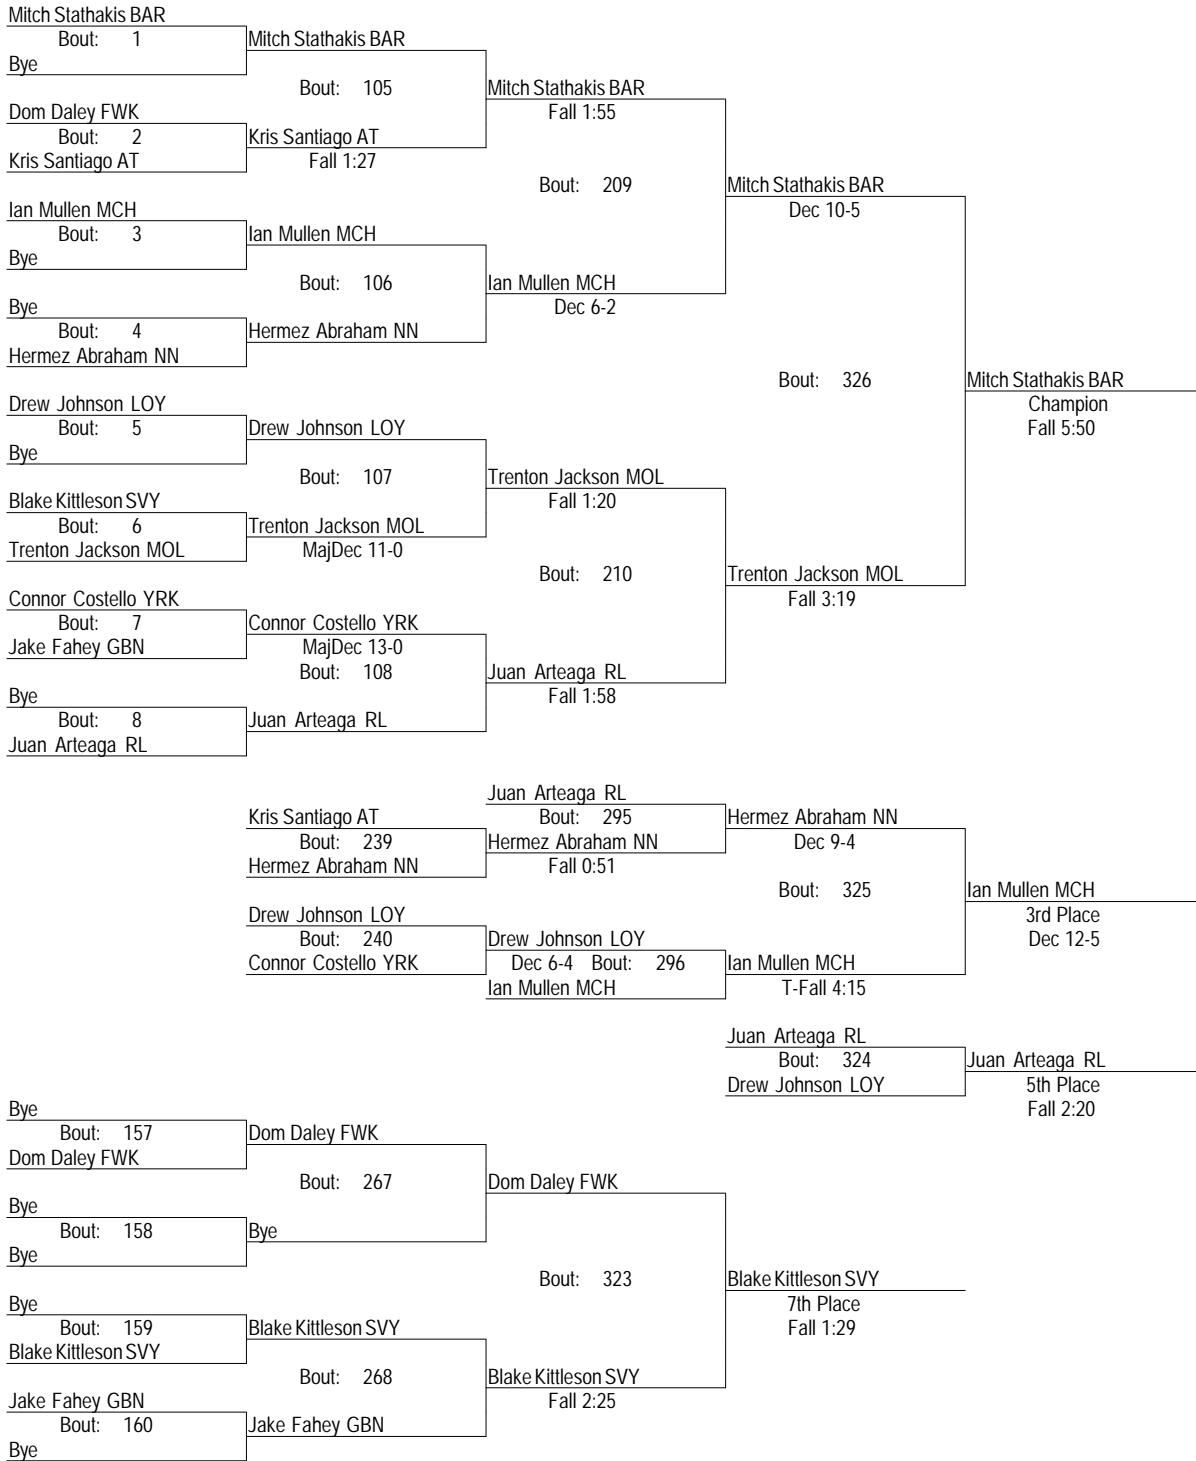 Mitch Stathakis BAR
Bout: 1
Mitch Stathakis BAR
Bye
Bout: 105
Mitch Stathakis BAR
Dom Daley FWK
Fall 1:55
Bout: 2
Kris Santiago AT
Kris Santiago AT
Fall 1:27
Bout: 209
Mitch Stathakis BAR
Ian Mullen MCH
Dec 10-5
Bout: 3
Ian Mullen MCH
Bye
Bout: 106
Ian Mullen MCH
Bye
Dec 6-2
Bout: 4
Hermez Abraham NN
Hermez Abraham NN
Bout: 326
Mitch Stathakis BAR
Drew Johnson LOY
Champion
Bout: 5
Drew Johnson LOY
Fall 5:50
Bye
Bout: 107
Trenton Jackson MOL
Blake Kittleson SVY
Fall 1:20
Bout: 6
Trenton Jackson MOL
Trenton Jackson MOL
MajDec 11-0
Bout: 210
Trenton Jackson MOL
Connor Costello YRK
Fall 3:19
Bout: 7
Connor Costello YRK
Jake Fahey GBN
MajDec 13-0
Bout: 108
Juan Arteaga RL
Bye
Fall 1:58
Bout: 8
Juan Arteaga RL
Juan Arteaga RL
Juan Arteaga RL
Kris Santiago AT
Bout: 295
Hermez Abraham NN
Bout: 239
Hermez Abraham NN
Dec 9-4
Hermez Abraham NN
Fall 0:51
Bout: 325
Ian Mullen MCH
Drew Johnson LOY
3rd Place
Bout: 240
Drew Johnson LOY
Dec 12-5
Connor Costello YRK
Dec 6-4 Bout: 296
Ian Mullen MCH
Ian Mullen MCH
T-Fall 4:15
Juan Arteaga RL
Bout: 324
Juan Arteaga RL
Drew Johnson LOY
5th Place
Fall 2:20
Bye
Bout: 157
Dom Daley FWK
Dom Daley FWK
Bout: 267
Dom Daley FWK
Bye
Bout: 158
Bye
Bye
Bout: 323
Blake Kittleson SVY
Bye
7th Place
Bout: 159
Blake Kittleson SVY
Fall 1:29
Blake Kittleson SVY
Bout: 268
Blake Kittleson SVY
Jake Fahey GBN
Fall 2:25
Bout: 160
Jake Fahey GBN
Bye